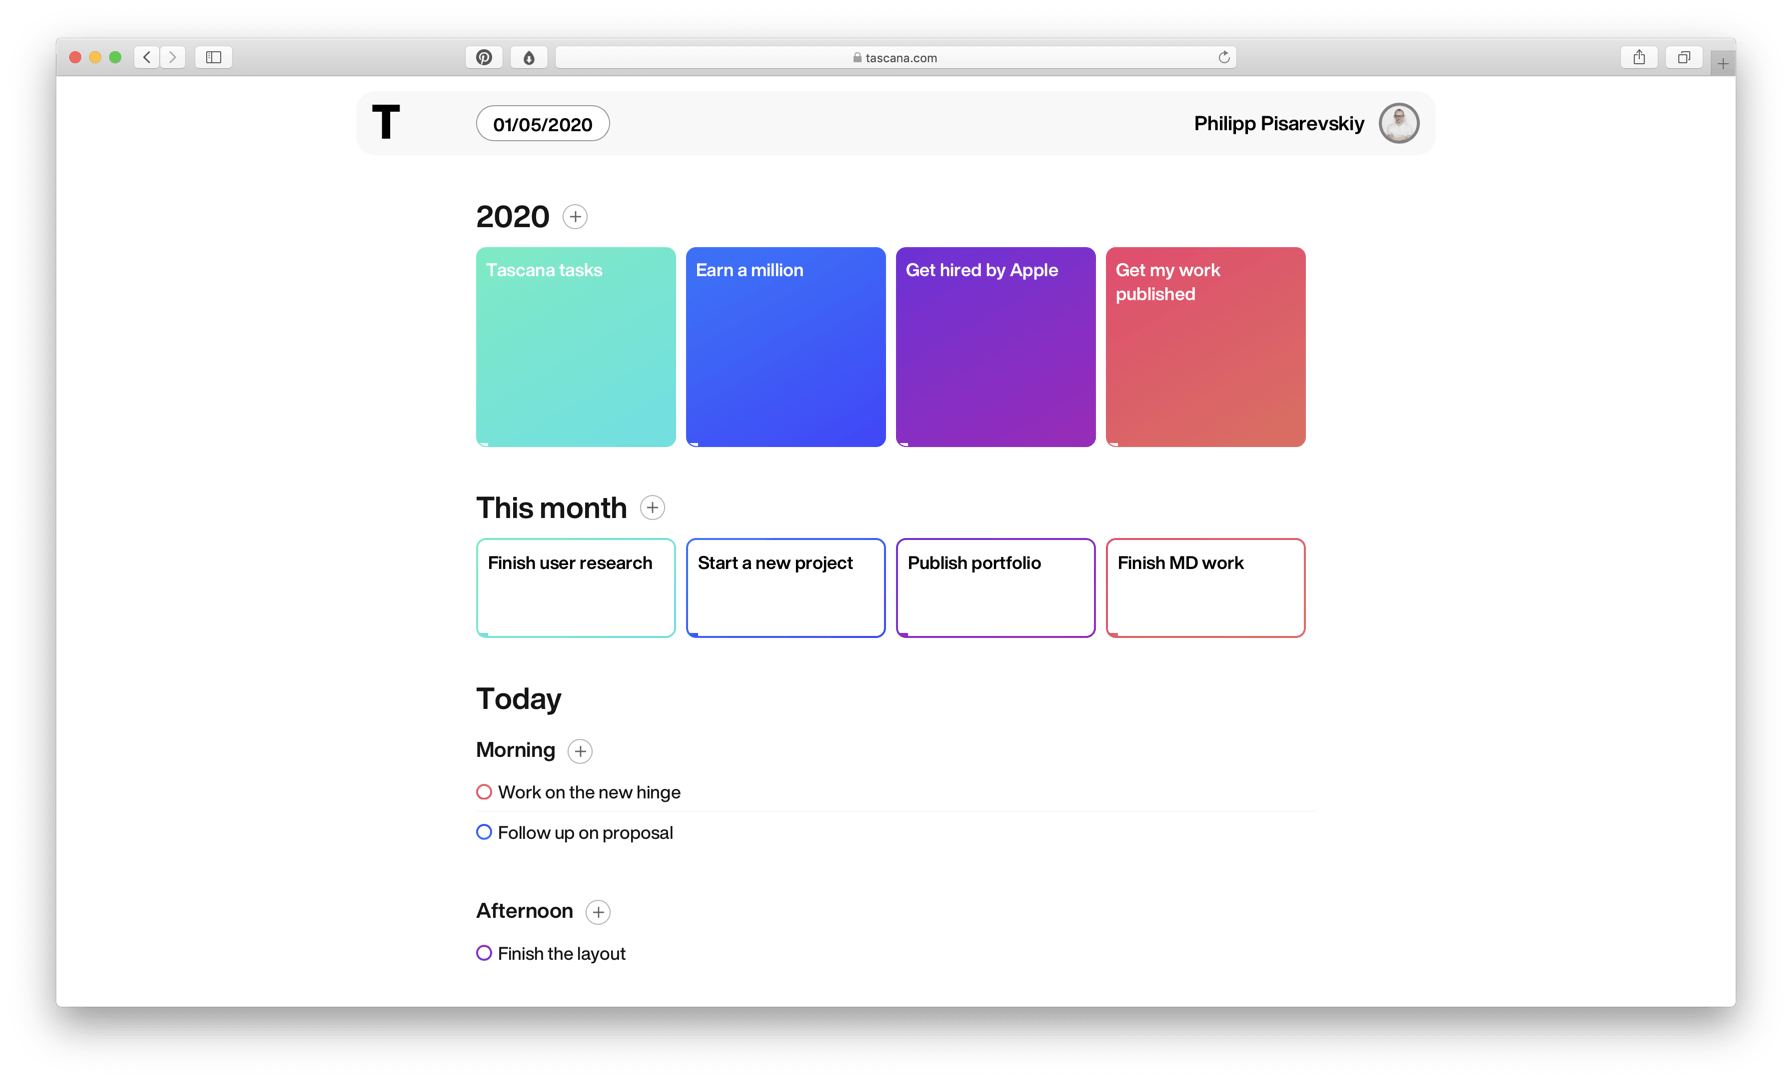 tascana.com
T
01/05/2020
Philipp Pisarevskiy
2020
Tascana tasks
Earn a million
Get hired by Apple
Get my work
published
This month
Finish user research
Start a new project
Publish portfolio
Finish MD work
Today
Morning
Work on the new hinge
Follow up on proposal
Afternoon
Finish the layout